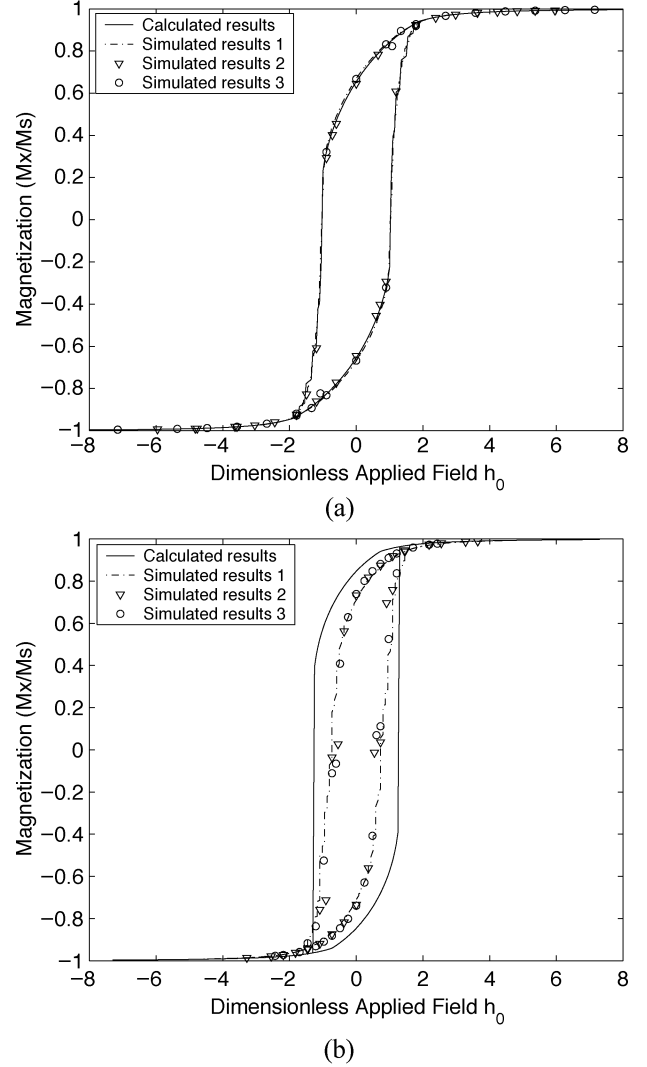 1
0.8
0.6
0.4
0.2
0
−0.2
−0.4
−0.6
−0.8
−1
Magnetization (Mx/Ms)
Calculated results
Simulated results 1
Simulated results 2
Simulated results 3
−8 −6 −4 −2 0 2 4 6 8
Dimensionless Applied Field h0
(a)
1
0.8
0.6
0.4
0.2
0
−0.2
−0.4
−0.6
−0.8
−1
Magnetization (Mx/Ms)
Calculated results
Simulated results 1
Simulated results 2
Simulated results 3
−8 −6 −4 −2 0 2 4 6 8
Dimensionless Applied Field h0
(b)